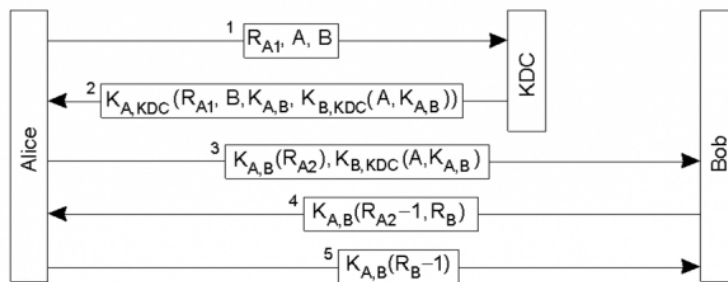 1 R_A1, A, B
2 K_A,KDC(R_A1, B,K_A,B, K_B,KDC(A,K_A,B))
3 K_A,B(R_A2),K_B,KDC(A,K_A,B)
4 K_A,B(R_A2−1,R_B)
5 K_A,B(R_B−1)
Alice
KDC
Bob